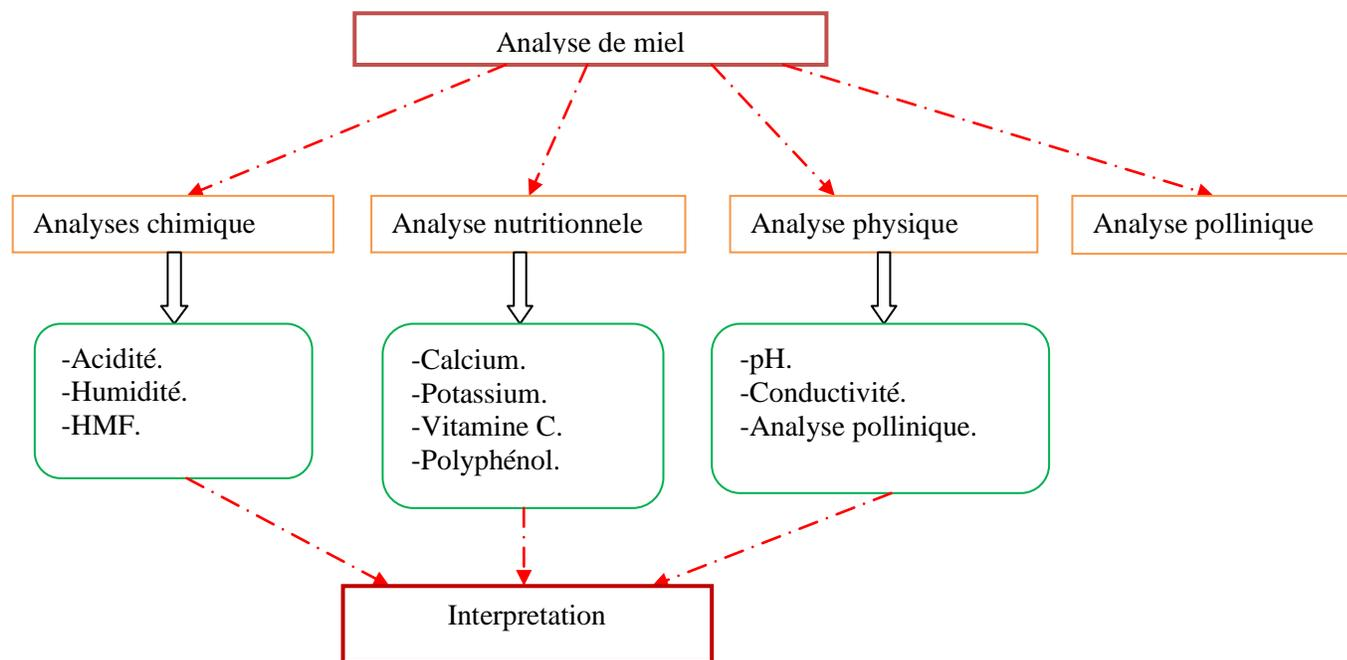 Analyse de miel
Analyses chimique
Analyse nutritionnele
Analyse physique
Analyse pollinique
-Acidité.
-Humidité.
-HMF.
-Calcium.
-Potassium.
-Vitamine C.
-Polyphénol.
-pH.
-Conductivité.
-Analyse pollinique.
Interpretation